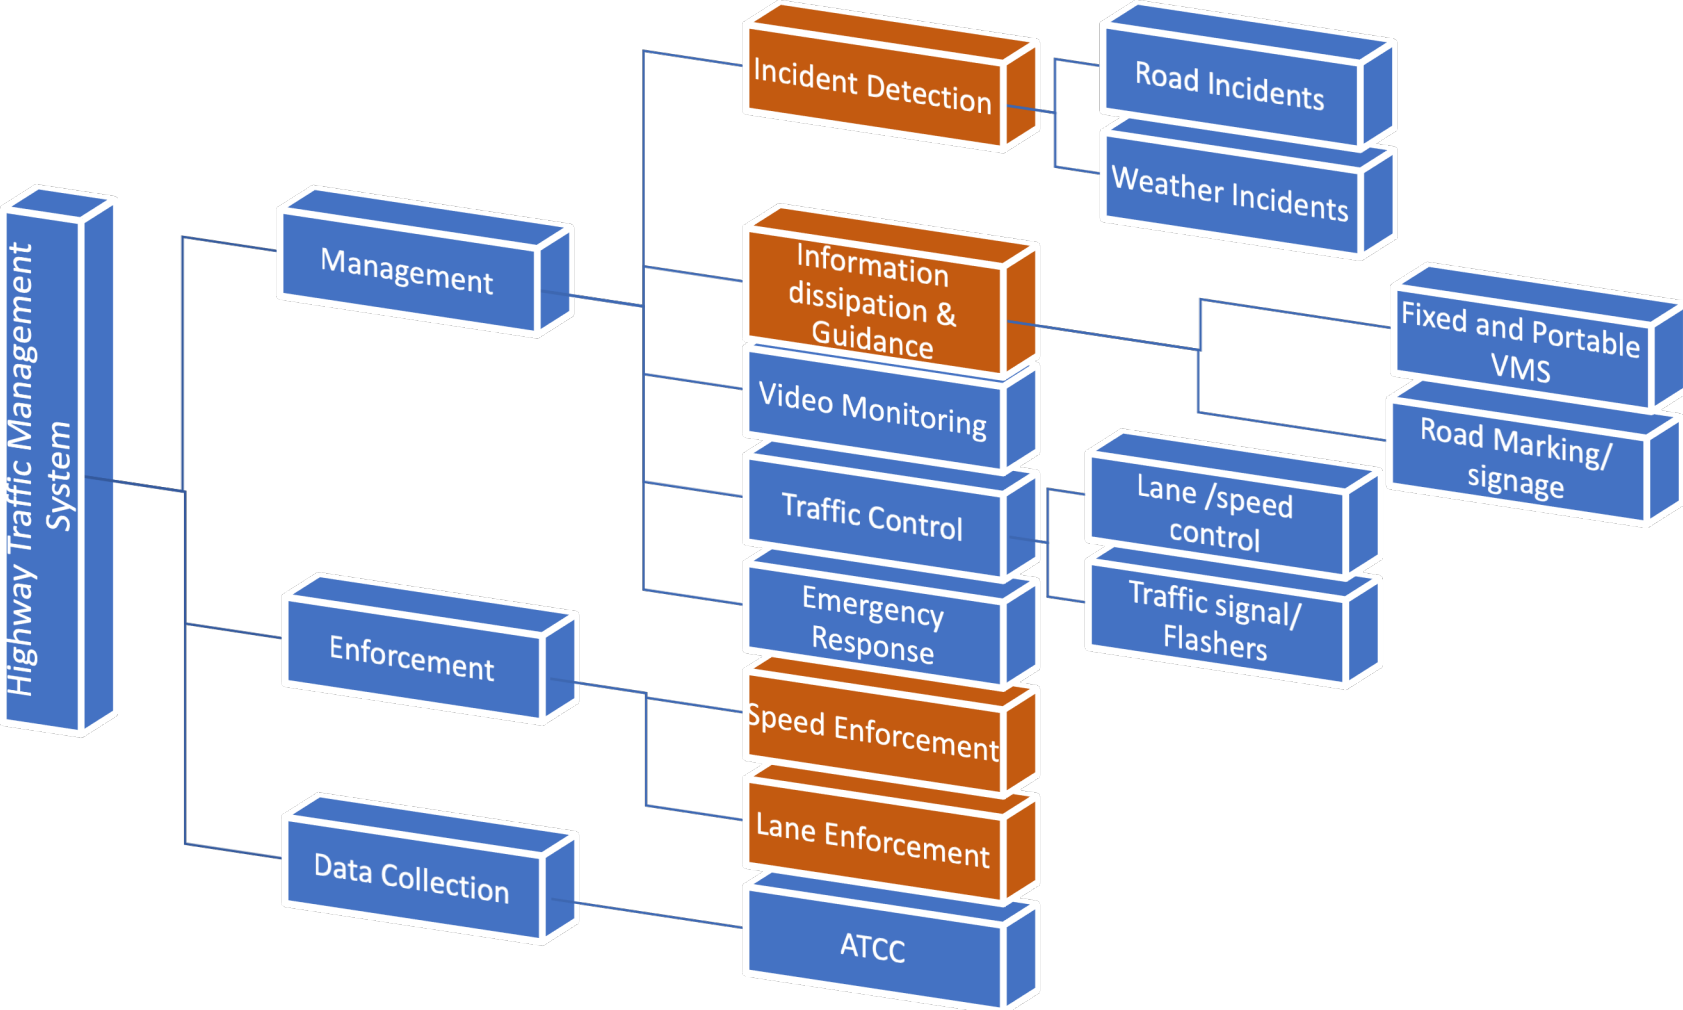 Highway Traffic Management
System
Management
Enforcement
Data Collection
Incident Detection
Information
dissipation &
Guidance
Video Monitoring
Traffic Control
Emergency
Response
Speed Enforcement
Lane Enforcement
ATCC
Road Incidents
Weather Incidents
Fixed and Portable
VMS
Road Marking/
signage
Lane /speed
control
Traffic signal/
Flashers